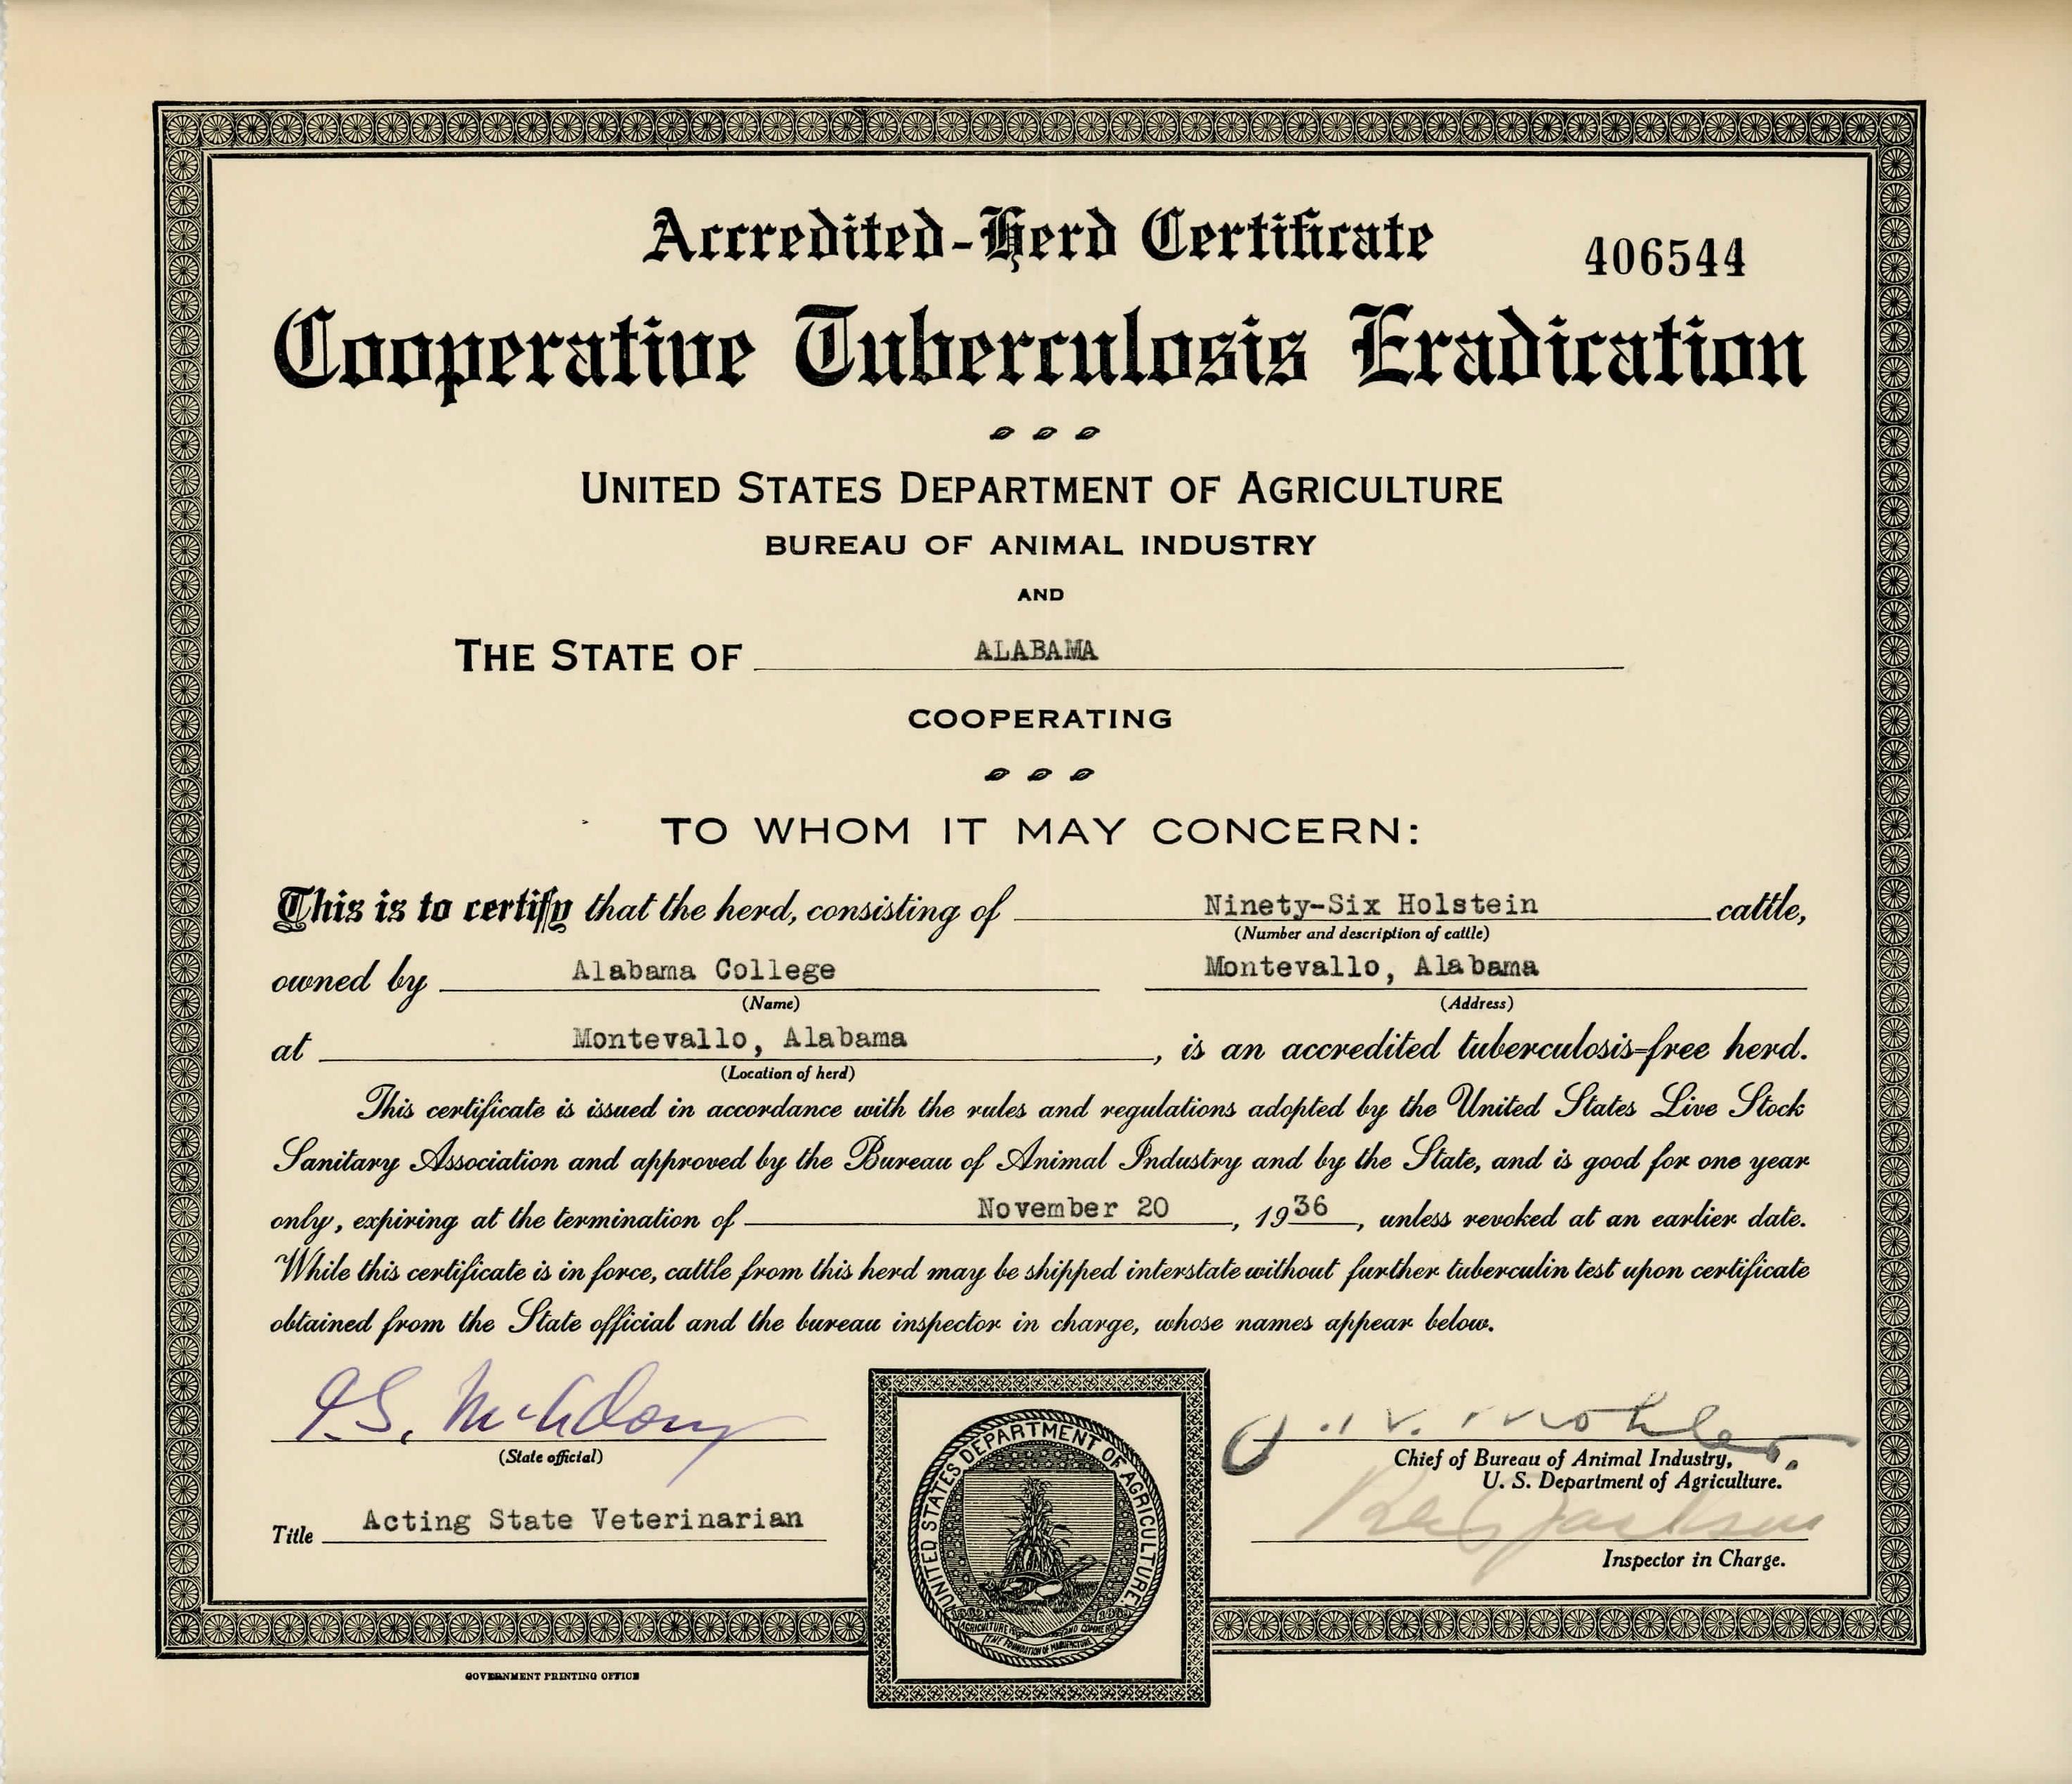 Accredited-Herd Certificate
406544
Cooperative Tuberculosis Eradication
UNITED STATES DEPARTMENT OF AGRICULTURE
BUREAU OF ANIMAL INDUSTRY
AND
THE STATE OF ALABAMA
COOPERATING
TO WHOM IT MAY CONCERN:
This is to certify that the herd, consisting of Ninety-Six Holstein cattle,
(Number and description of cattle)
owned by Alabama College Montevallo, Alabama
(Name) (Address)
at Montevallo, Alabama, is an accredited tuberculosis-free herd.
(Location of herd)
This certificate is issued in accordance with the rules and regulations adopted by the United States Live Stock
Sanitary Association and approved by the Bureau of Animal Industry and by the State, and is good for one year
only, expiring at the termination of November 20, 1936, unless revoked at an earlier date.
While this certificate is in force, cattle from this herd may be shipped interstate without further tuberculin test upon certificate
obtained from the State official and the bureau inspector in charge, whose names appear below.
(State official)
Title Acting State Veterinarian
Mohler.
Chief of Bureau of Animal Industry,
U. S. Department of Agriculture.
Jackson
Inspector in Charge.
UNITED STATES DEPARTMENT OF AGRICULTURE
GOVERNMENT PRINTING OFFICE